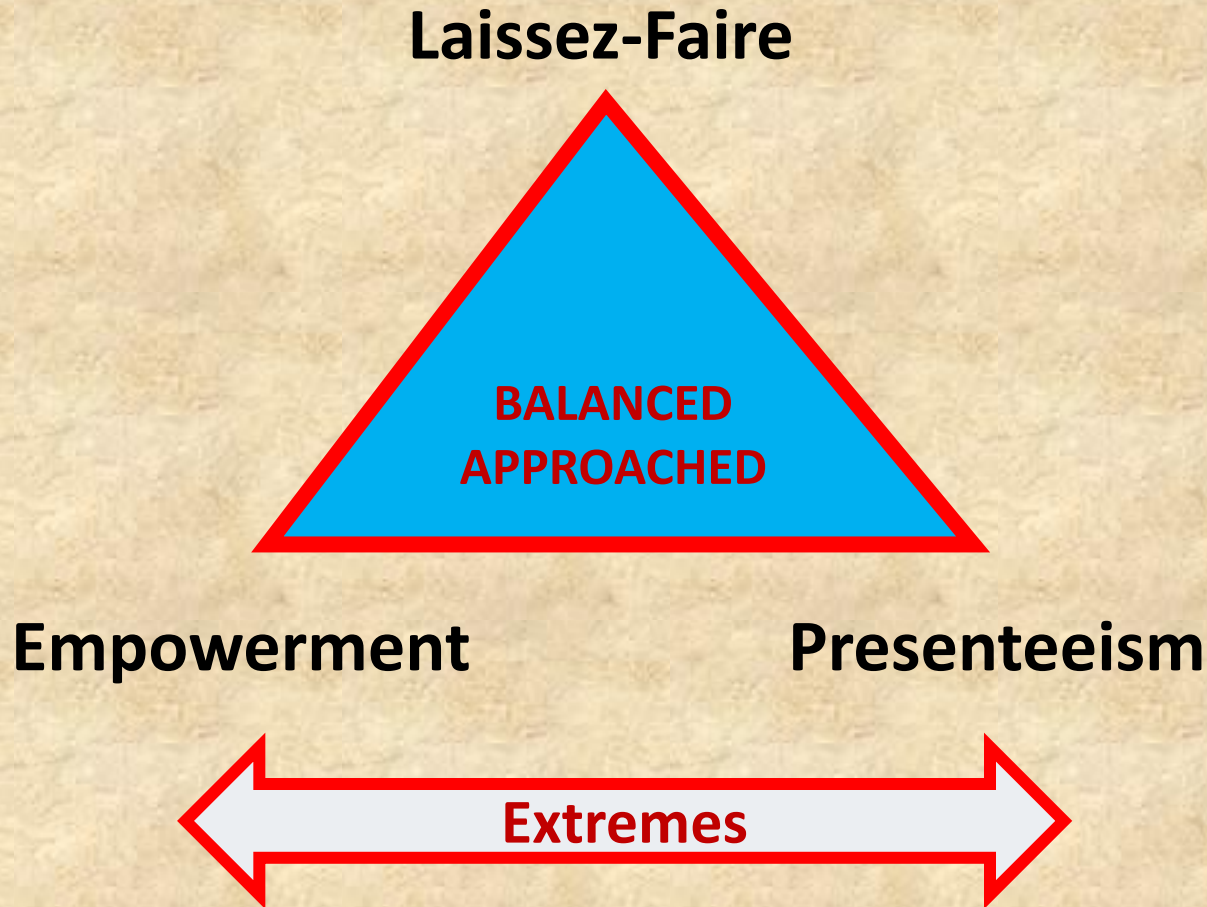 Laissez-Faire
BALANCED
APPROACHED
Empowerment Presenteeism
Extremes